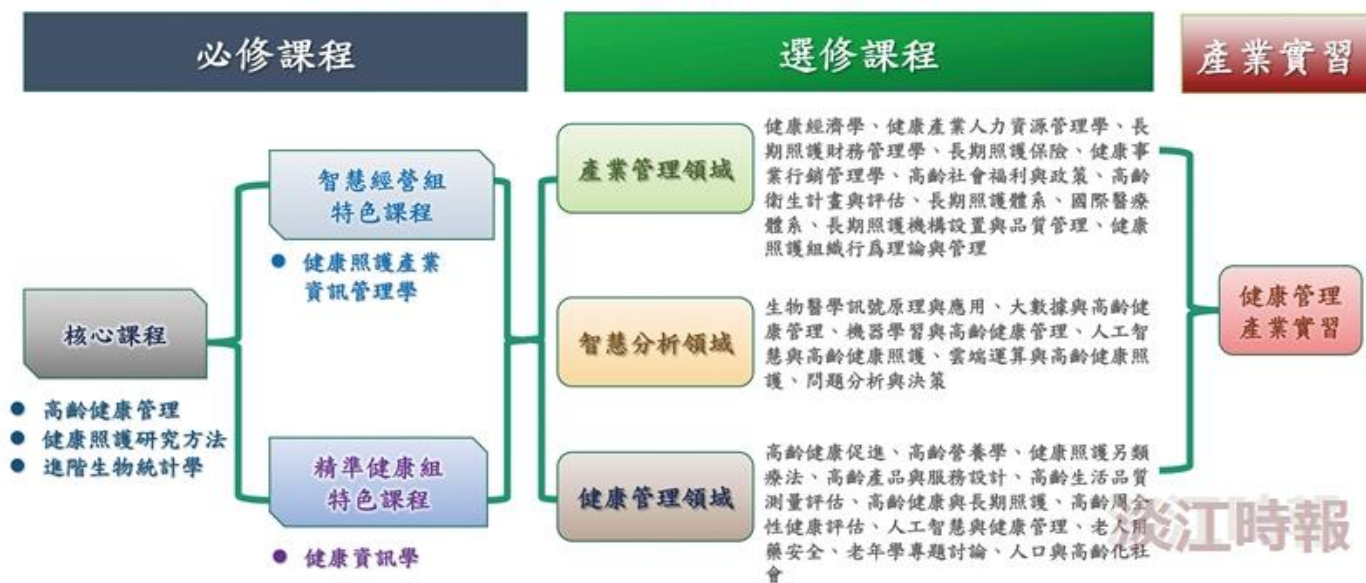 必修課程
選修課程
產業實習
核心課程
● 高齡健康管理
● 健康照護研究方法
● 進階生物統計學
智慧經營組
特色課程
● 健康照護產業
資訊管理學
精準健康組
特色課程
● 健康資訊學
產業管理領域
健康經濟學、健康產業人力資源管理學、長
期照護財務管理學、長期照護保險、健康事
業行銷管理學、高齡社會福利與政策、高齡
衛生計畫與評估、長期照護體系、國際醫療
體系、長期照護機構設置與品質管理、健康
照護組織行為理論與管理
智慧分析領域
生物醫學訊號原理與應用、大數據與高齡健
康管理、機器學習與高齡健康管理、人工智
慧與高齡健康照護、雲端運算與高齡健康照
護、問題分析與決策
健康管理領域
高齡健康促進、高齡營養學、健康照護另類
療法、高齡產品與服務設計、高齡生活品質
測量評估、高齡健康與長期照護、高齡周全
性健康評估、人工智慧與健康管理、老人用
藥安全、老年學專題討論、人口與高齡化社
會
健康管理
產業實習
淡江時報